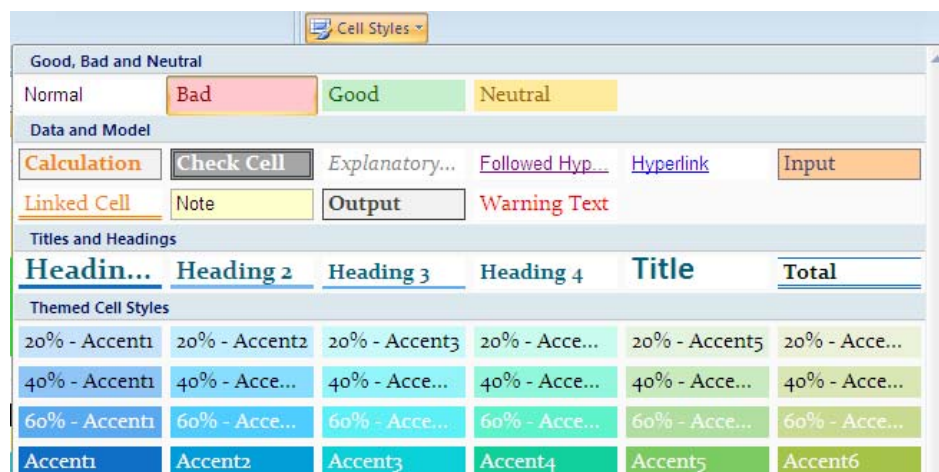 Cell Styles
Good, Bad and Neutral
Normal Bad Good Neutral
Data and Model
Calculation Check Cell Explanatory... Followed Hyp... Hyperlink Input
Linked Cell Note Output Warning Text
Titles and Headings
Headin... Heading 2 Heading 3 Heading 4 Title Total
Themed Cell Styles
20% - Accent1 20% - Accent2 20% - Accent3 20% - Acce... 20% - Accent5 20% - Acce...
40% - Accent1 40% - Acce... 40% - Acce... 40% - Acce... 40% - Acce... 40% - Acce...
60% - Accent1 60% - Acce... 60% - Acce... 60% - Acce... 60% - Acce... 60% - Acce...
Accent1 Accent2 Accent3 Accent4 Accent5 Accent6